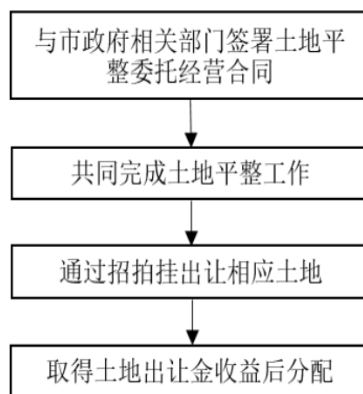 与市政府相关部门签署土地平
整委托经营合同
共同完成土地平整工作
通过招拍挂出让相应土地
取得土地出让金收益后分配